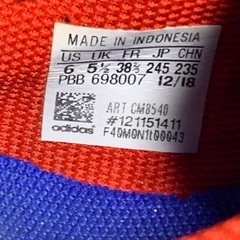 MADE IN INDONESIA
US UK FR JP CHN
6 5½ 38⅔ 245 235
PBB 698007 12/18
ART CM8540
#121151411
adidas F40M0N1t00043